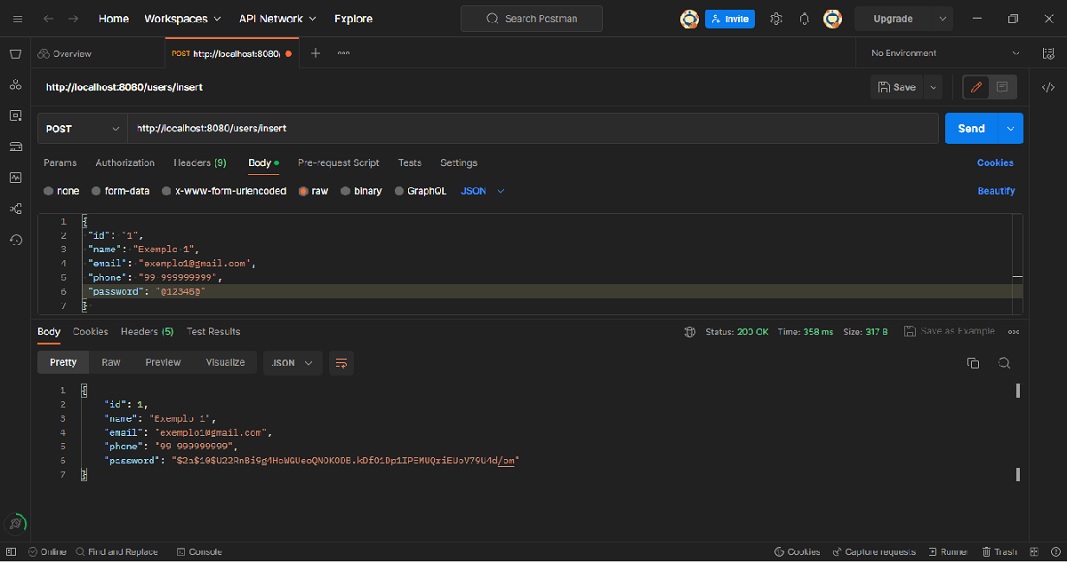 Home Workspaces API Network Explore Search Postman Invite Upgrade
Overview POST http://localhost:8080/ No Environment
http://localhost:8080/users/insert Save
POST http://localhost:8080/users/insert Send
Params Authorization Headers (9) Body Pre-request Script Tests Settings Cookies
none form-data x-www-form-urlencoded raw binary GraphQL JSON Beautify
1 {
2 "id": "1",
3 "name": "Exemplo 1",
4 "email": "exemplo1@gmail.com",
5 "phone": "99 999999999",
6 "password": "@12345@"
7 }
Body Cookies Headers (5) Test Results Status: 200 OK Time: 358 ms Size: 317 B Save as Example
Pretty Raw Preview Visualize JSON
1 {
2 "id": 1,
3 "name": "Exemplo 1",
4 "email": "exemplo1@gmail.com",
5 "phone": "99 999999999",
6 "password":
7 }
Online Find and Replace Console Cookies Capture requests Runner Trash